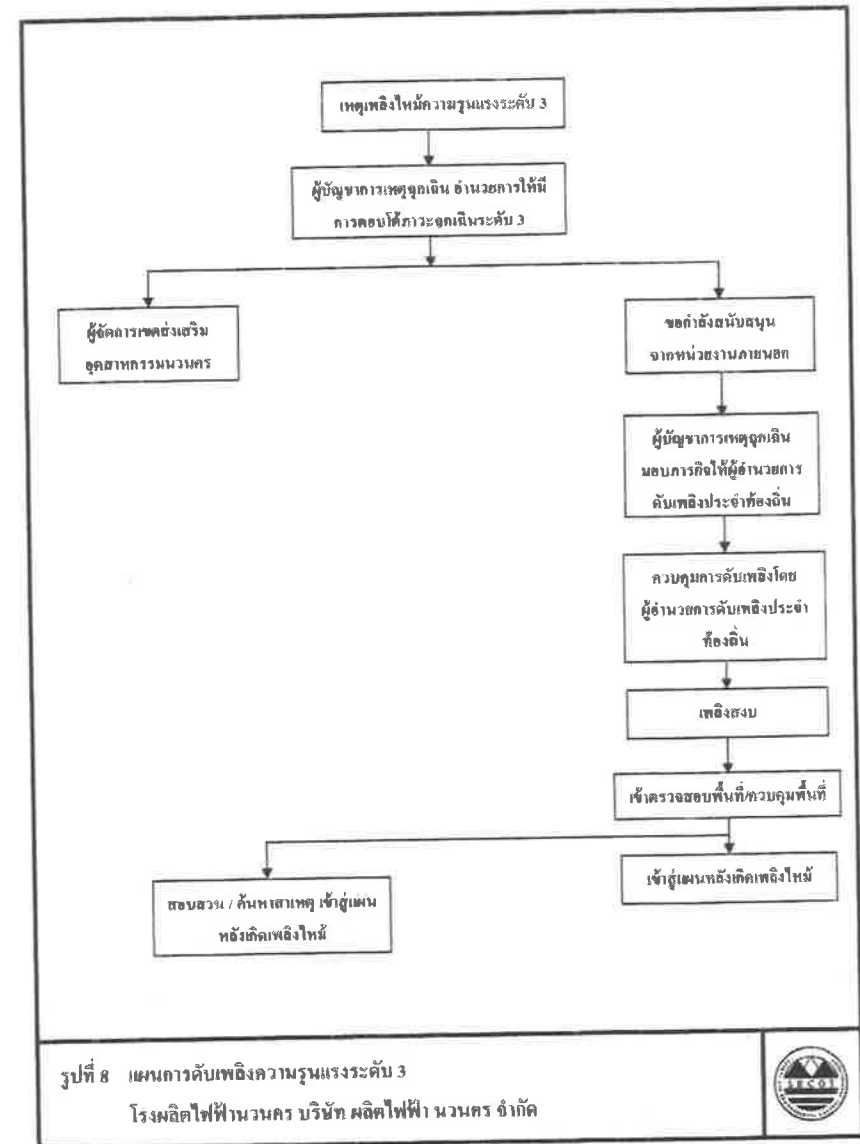 เหตุเพลิงไหม้ความรุนแรงระดับ 3
ผู้บัญชาการเหตุฉุกเฉิน อำนวยการให้มี
การตอบโต้ภาวะฉุกเฉินระดับ 3
ผู้จัดการเขตส่งเสริม
อุตสาหกรรมนวนคร
ขอกำลังสนับสนุน
จากหน่วยงานภายนอก
ผู้บัญชาการเหตุฉุกเฉิน
มอบภารกิจให้ผู้อำนวยการ
ดับเพลิงประจำท้องถิ่น
ควบคุมการดับเพลิงโดย
ผู้อำนวยการดับเพลิงประจำ
ท้องถิ่น
เพลิงสงบ
เข้าตรวจสอบพื้นที่/ควบคุมพื้นที่
สอบสวน / ค้นหาสาเหตุ เข้าสู่แผน
หลังเกิดเพลิงไหม้
เข้าสู่แผนหลังเกิดเพลิงไหม้
รูปที่ 8 แผนการดับเพลิงความรุนแรงระดับ 3
โรงผลิตไฟฟ้านวนคร บริษัท ผลิตไฟฟ้า นวนคร จำกัด
SECOT